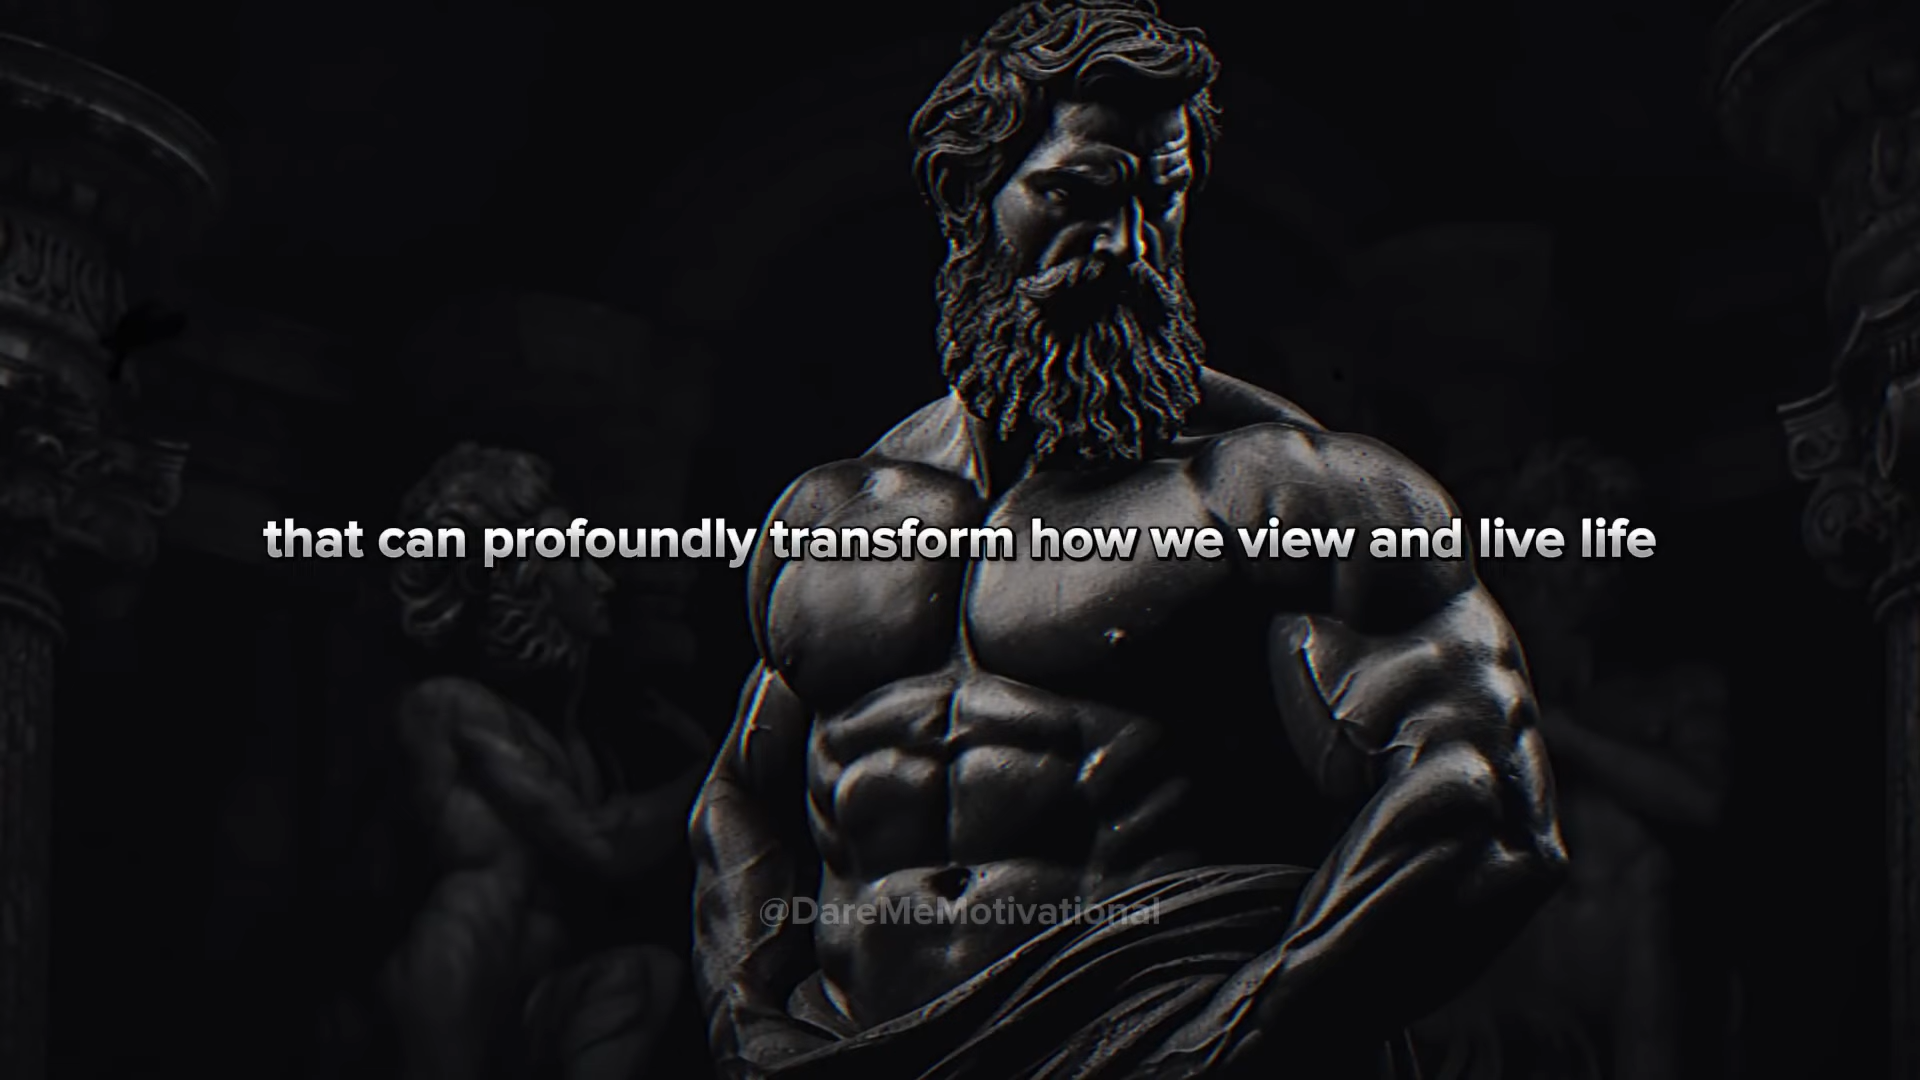 that can profoundly transform how we view and live life
@DareMeMotivational